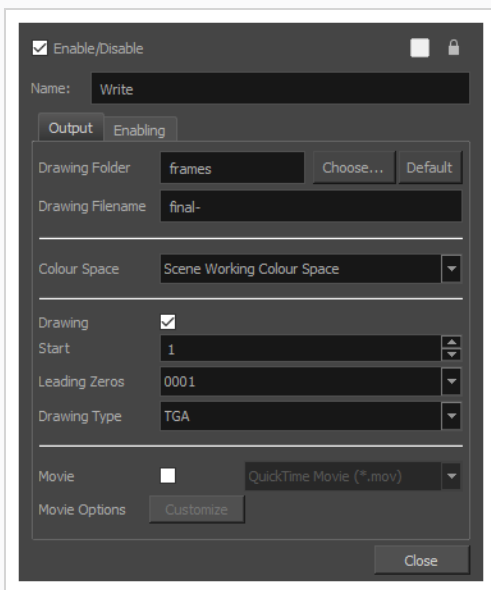 Enable/Disable
Name: Write
Output Enabling
Drawing Folder frames Choose... Default
Drawing Filename final-
Colour Space Scene Working Colour Space
Drawing
Start 1
Leading Zeros 0001
Drawing Type TGA
Movie QuickTime Movie (*.mov)
Movie Options Customize
Close